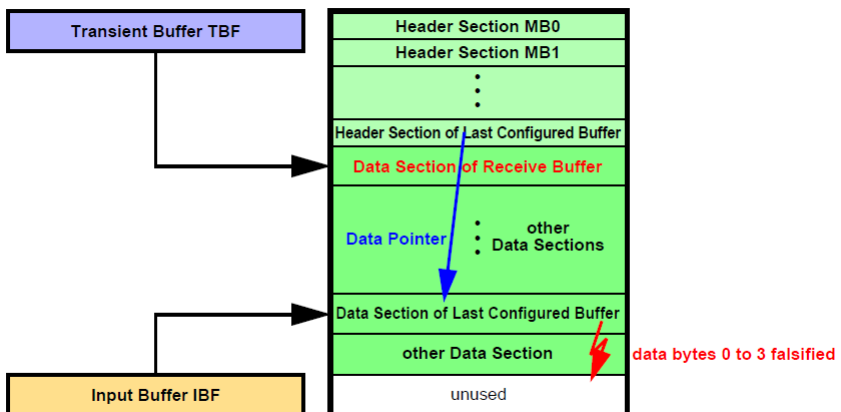 Transient Buffer TBF
Header Section MB0
Header Section MB1
Header Section of Last Configured Buffer
Data Section of Receive Buffer
Data Pointer
other
Data Sections
Data Section of Last Configured Buffer
other Data Section
data bytes 0 to 3 falsified
Input Buffer IBF
unused